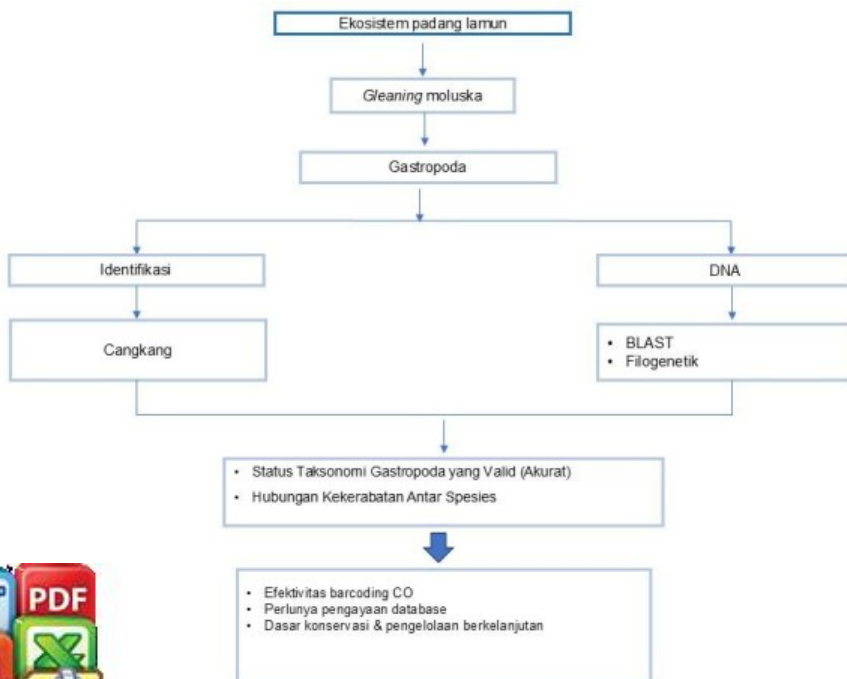 Ekosistem padang lamun
Gleaning moluska
Gastropoda
Identifikasi
DNA
Cangkang
• BLAST
• Filogenetik
• Status Taksonomi Gastropoda yang Valid (Akurat)
• Hubungan Kekerabatan Antar Spesies
• Efektivitas barcoding CO
• Perlunya pengayaan database
• Dasar konservasi & pengelolaan berkelanjutan
PDF